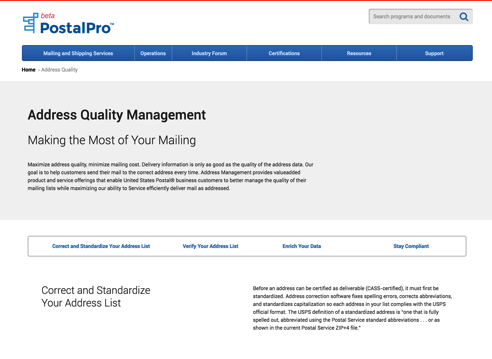 beta
PostalPro™
Search programs and documents
Mailing and Shipping Services Operations Industry Forum Certifications Resources Support
Home › Address Quality
Address Quality Management
Making the Most of Your Mailing
Maximize address quality, minimize mailing cost. Delivery information is only as good as the quality of the address data. Our
goal is to help customers send their mail to the correct address every time. Address Management provides valueadded
product and service offerings that enable United States Postal® business customers to better manage the quality of their
mailing lists while maximizing our ability to Service efficiently deliver mail as addressed.
Correct and Standardize Your Address List Verify Your Address List Enrich Your Data Stay Compliant
Correct and Standardize
Your Address List
Before an address can be certified as deliverable (CASS-certified), it must first be
standardized. Address correction software fixes spelling errors, corrects abbreviations,
and standardizes capitalization so each address in your list complies with the USPS
official format. The USPS definition of a standardized address is "one that is fully
spelled out, abbreviated using the Postal Service standard abbreviations . . . or as
shown in the current Postal Service ZIP+4 file."